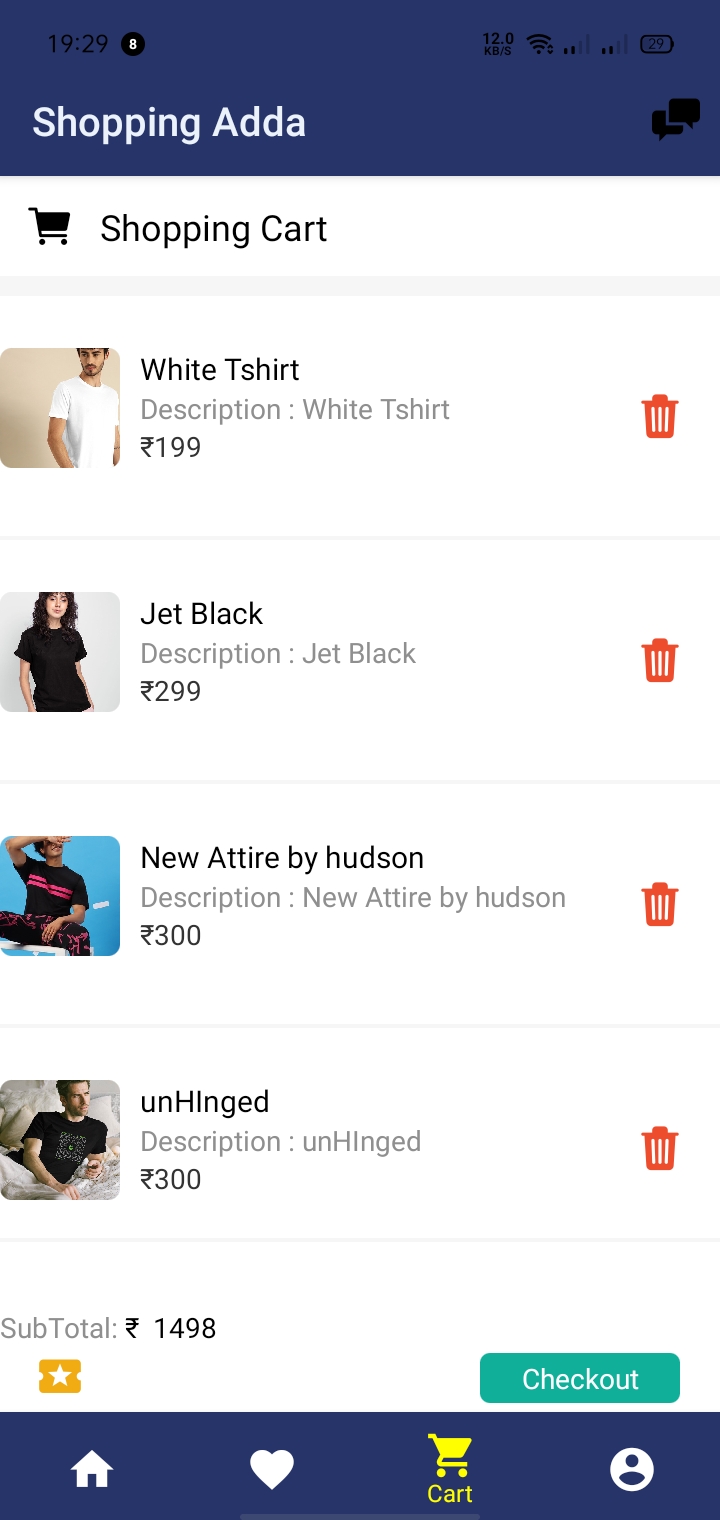 19:29 8 12.0 KB/S 29
Shopping Adda
Shopping Cart
White Tshirt
Description : White Tshirt
₹199
Jet Black
Description : Jet Black
₹299
New Attire by hudson
Description : New Attire by hudson
₹300
unHInged
Description : unHInged
₹300
SubTotal: ₹ 1498
Checkout
Cart